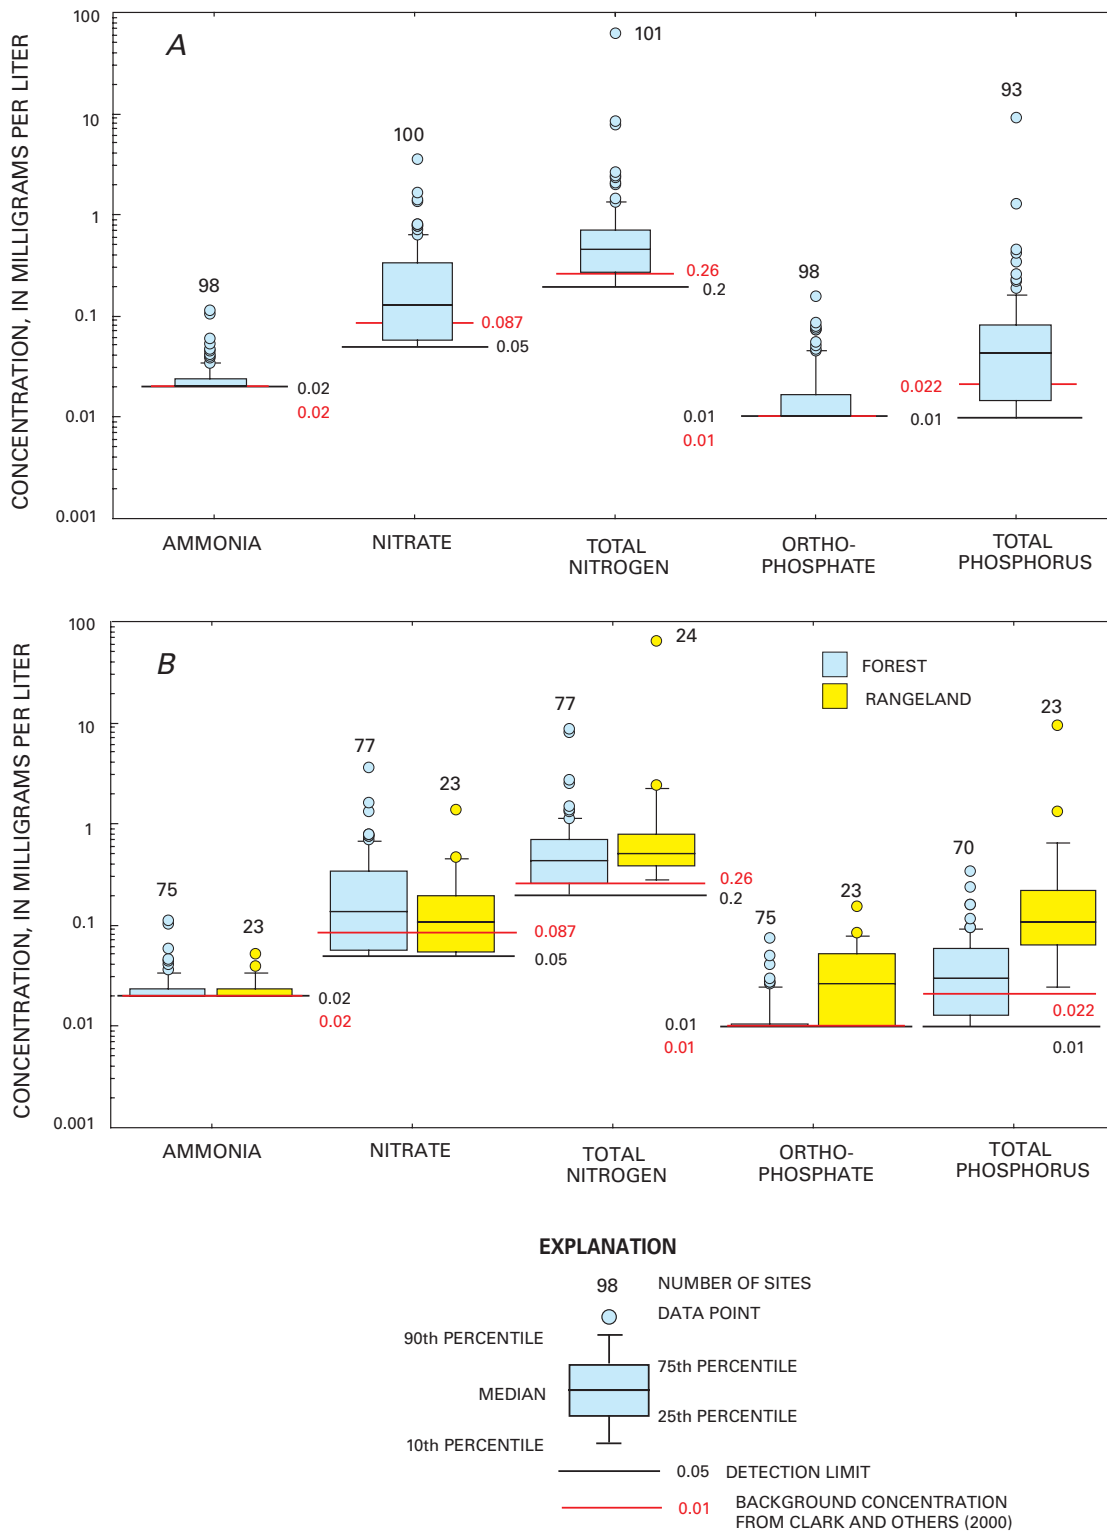 CONCENTRATION, IN MILLIGRAMS PER LITER
100
10
1
0.1
0.01
0.001
A
98
100
101
98
93
0.02
0.02
0.087
0.05
0.26
0.2
0.01
0.01
0.022
0.01
AMMONIA
NITRATE
TOTAL
NITROGEN
ORTHO-
PHOSPHATE
TOTAL
PHOSPHORUS
CONCENTRATION, IN MILLIGRAMS PER LITER
100
10
1
0.1
0.01
0.001
B
FOREST
RANGELAND
75
23
77
23
77
24
75
23
70
23
0.02
0.02
0.087
0.05
0.26
0.2
0.01
0.01
0.022
0.01
AMMONIA
NITRATE
TOTAL
NITROGEN
ORTHO-
PHOSPHATE
TOTAL
PHOSPHORUS
EXPLANATION
98 NUMBER OF SITES
DATA POINT
90th PERCENTILE
75th PERCENTILE
MEDIAN
25th PERCENTILE
10th PERCENTILE
0.05 DETECTION LIMIT
0.01 BACKGROUND CONCENTRATION
FROM CLARK AND OTHERS (2000)